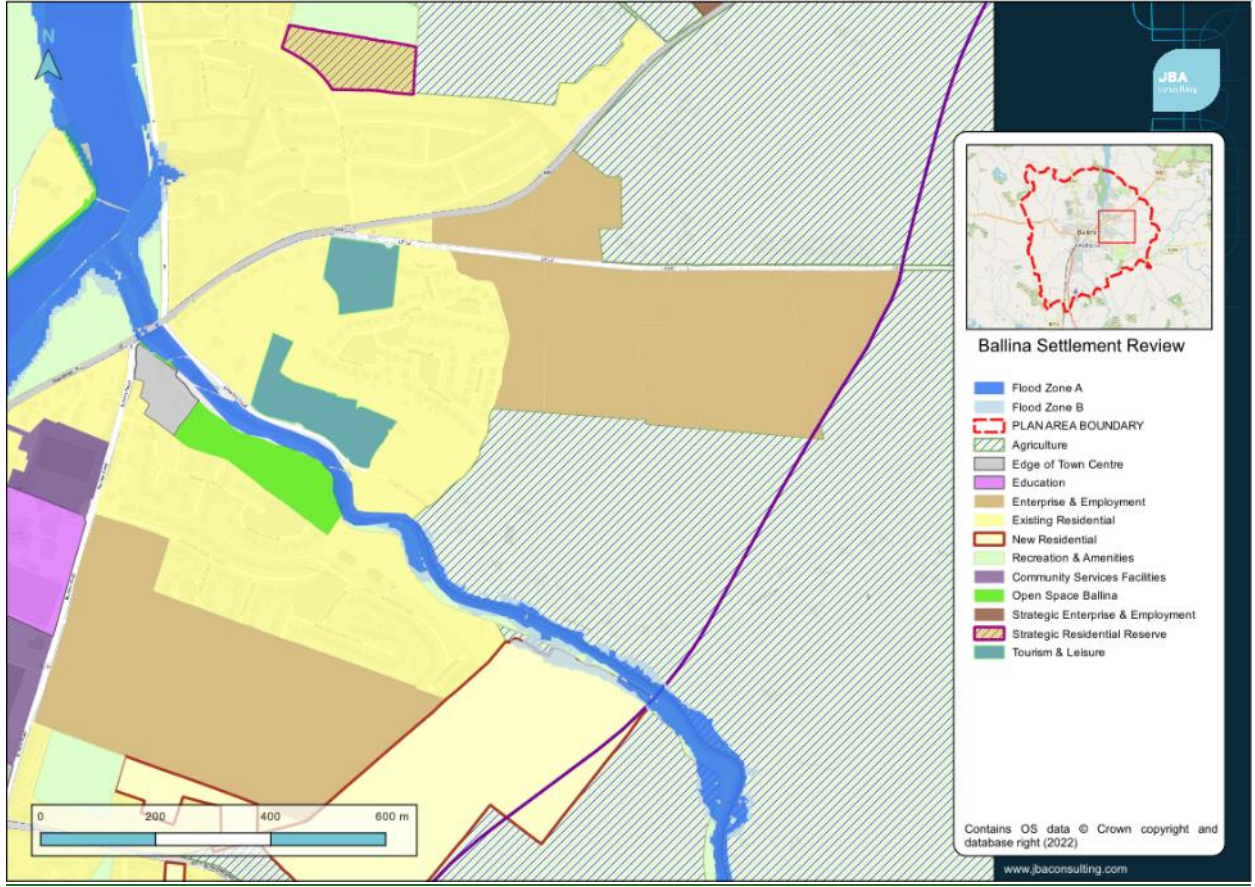 N
JBA
consulting
Ballina
Ballina Settlement Review
Flood Zone A
Flood Zone B
PLAN AREA BOUNDARY
Agriculture
Edge of Town Centre
Education
Enterprise & Employment
Existing Residential
New Residential
Recreation & Amenities
Community Services Facilities
Open Space Ballina
Strategic Enterprise & Employment
Strategic Residential Reserve
Tourism & Leisure
0 200 400 600 m
Contains OS data © Crown copyright and
database right (2022)
www.jbaconsulting.com